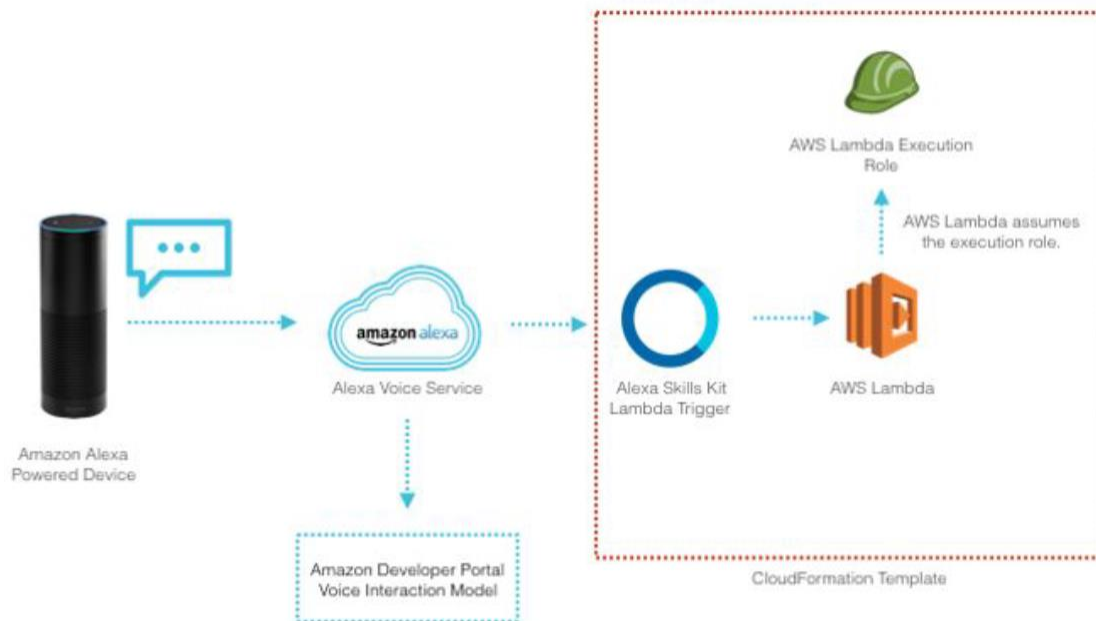 AWS Lambda Execution
Role
AWS Lambda assumes
the execution role.
amazon alexa
Alexa Voice Service
Alexa Skills Kit
Lambda Trigger
AWS Lambda
Amazon Alexa
Powered Device
Amazon Developer Portal
Voice Interaction Model
CloudFormation Template